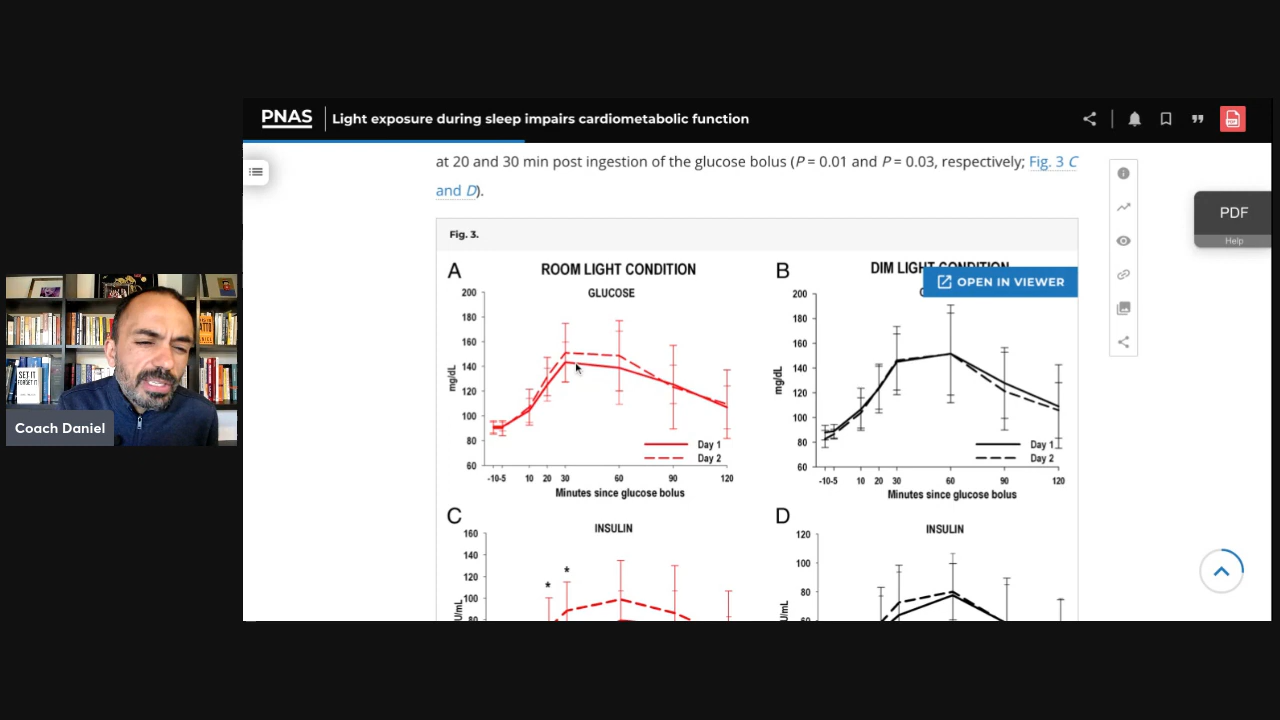 PNAS
Light exposure during sleep impairs cardiometabolic function
at 20 and 30 min post ingestion of the glucose bolus (P = 0.01 and P = 0.03, respectively; Fig. 3 C
and D).
PDF
Help
Fig. 3.
A
ROOM LIGHT CONDITION
GLUCOSE
200
180
160
140
120
100
80
60
mg/dL
Day 1
Day 2
-10-5 10 20 30 60 90 120
Minutes since glucose bolus
B
DIM LIGHT CONDITION
OPEN IN VIEWER
200
180
160
140
120
100
80
60
mg/dL
Day 1
Day 2
-10-5 10 20 30 60 90 120
Minutes since glucose bolus
C
INSULIN
160
140
120
100
80
* *
D
INSULIN
120
100
80
60
SET IT
FORGET IT
Coach Daniel